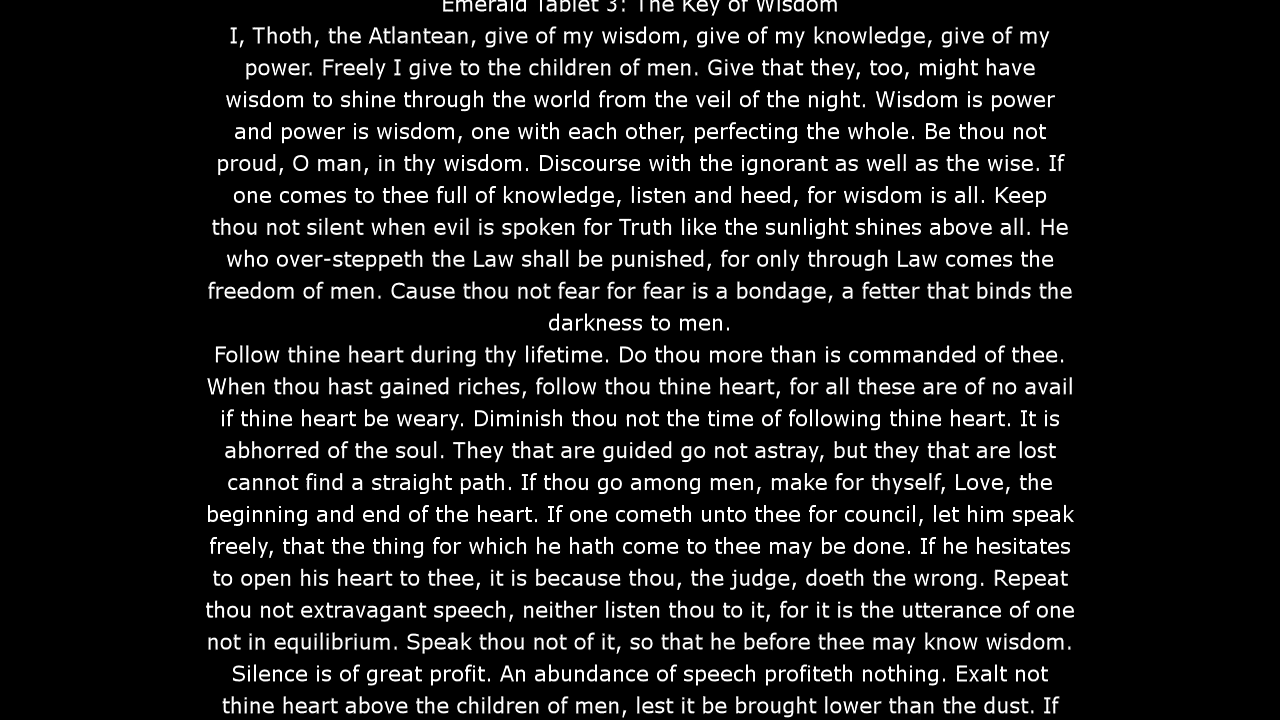 Emerald Tablet 3: The Key of Wisdom
I, Thoth, the Atlantean, give of my wisdom, give of my knowledge, give of my
power. Freely I give to the children of men. Give that they, too, might have
wisdom to shine through the world from the veil of the night. Wisdom is power
and power is wisdom, one with each other, perfecting the whole. Be thou not
proud, O man, in thy wisdom. Discourse with the ignorant as well as the wise. If
one comes to thee full of knowledge, listen and heed, for wisdom is all. Keep
thou not silent when evil is spoken for Truth like the sunlight shines above all. He
who over-steppeth the Law shall be punished, for only through Law comes the
freedom of men. Cause thou not fear for fear is a bondage, a fetter that binds the
darkness to men.
Follow thine heart during thy lifetime. Do thou more than is commanded of thee.
When thou hast gained riches, follow thou thine heart, for all these are of no avail
if thine heart be weary. Diminish thou not the time of following thine heart. It is
abhorred of the soul. They that are guided go not astray, but they that are lost
cannot find a straight path. If thou go among men, make for thyself, Love, the
beginning and end of the heart. If one cometh unto thee for council, let him speak
freely, that the thing for which he hath come to thee may be done. If he hesitates
to open his heart to thee, it is because thou, the judge, doeth the wrong. Repeat
thou not extravagant speech, neither listen thou to it, for it is the utterance of one
not in equilibrium. Speak thou not of it, so that he before thee may know wisdom.
Silence is of great profit. An abundance of speech profiteth nothing. Exalt not
thine heart above the children of men, lest it be brought lower than the dust. If